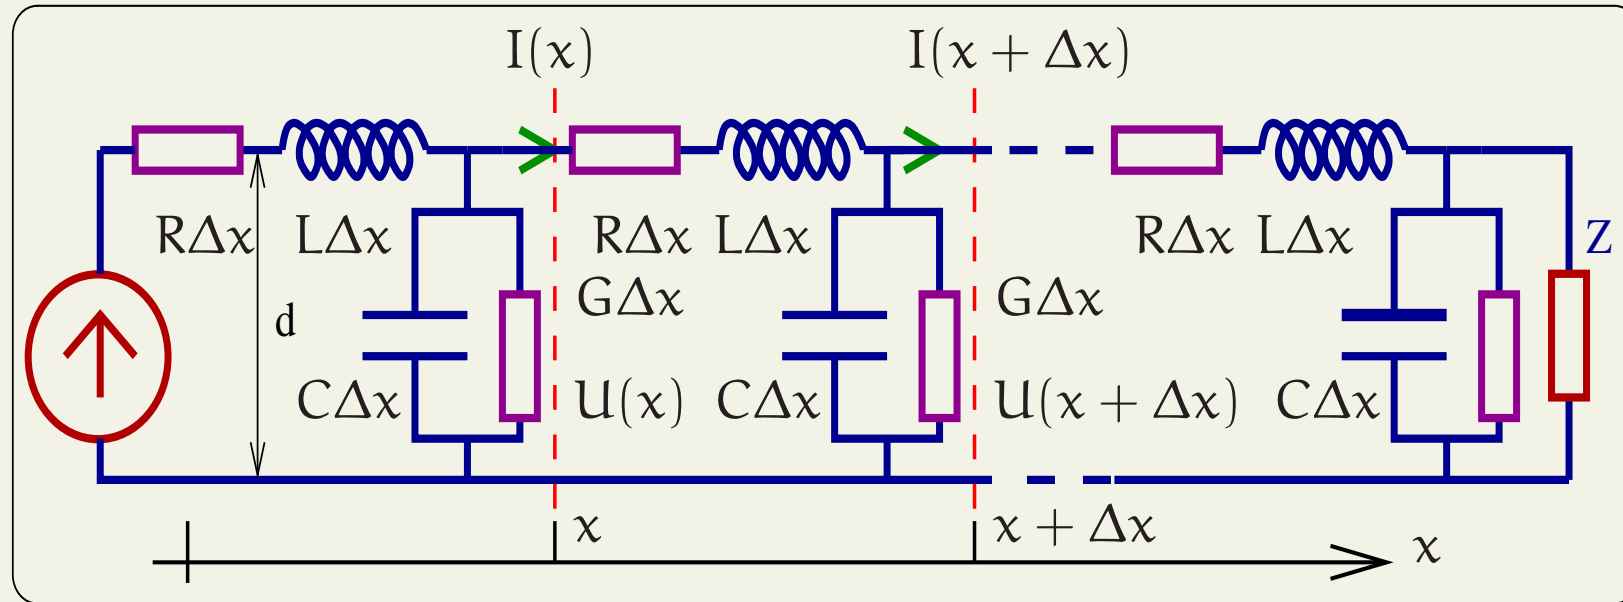 I(x) I(x + Δx)
RΔx LΔx RΔx LΔx RΔx LΔx Z
d GΔx GΔx
CΔx U(x) CΔx U(x + Δx) CΔx
x x + Δx x